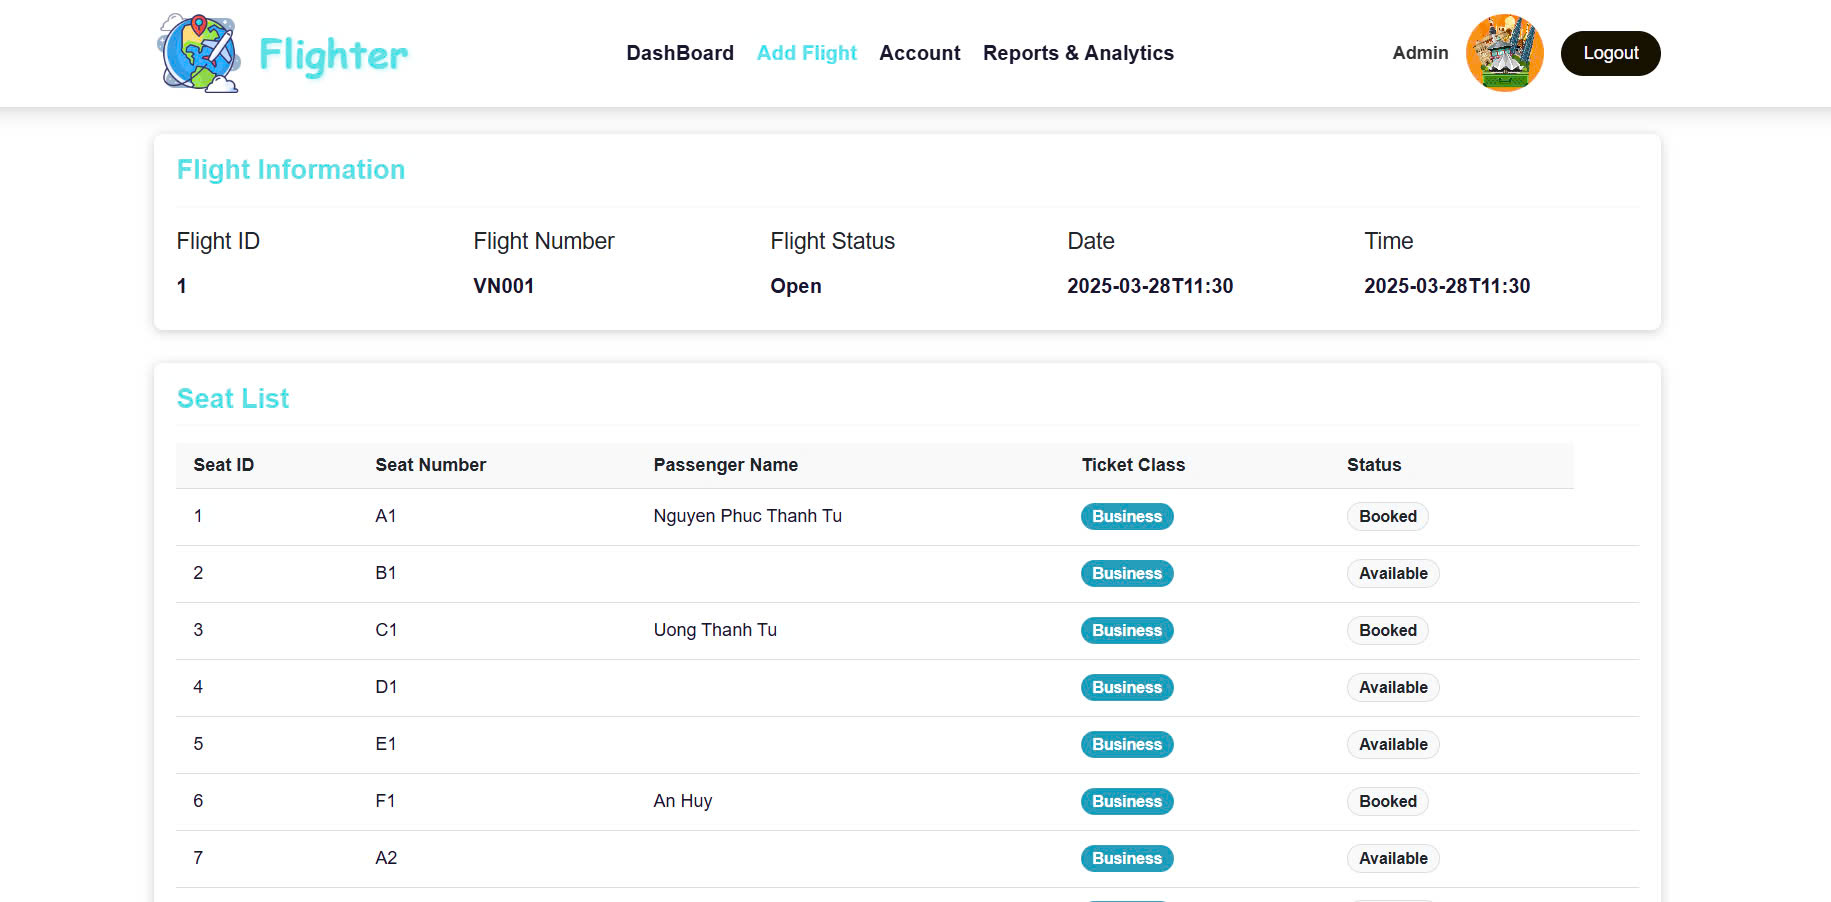 Flighter DashBoard Add Flight Account Reports & Analytics Admin Logout
Flight Information
Flight ID Flight Number Flight Status Date Time
1 VN001 Open 2025-03-28T11:30 2025-03-28T11:30
Seat List
Seat ID Seat Number Passenger Name Ticket Class Status
1 A1 Nguyen Phuc Thanh Tu Business Booked
2 B1 Business Available
3 C1 Uong Thanh Tu Business Booked
4 D1 Business Available
5 E1 Business Available
6 F1 An Huy Business Booked
7 A2 Business Available